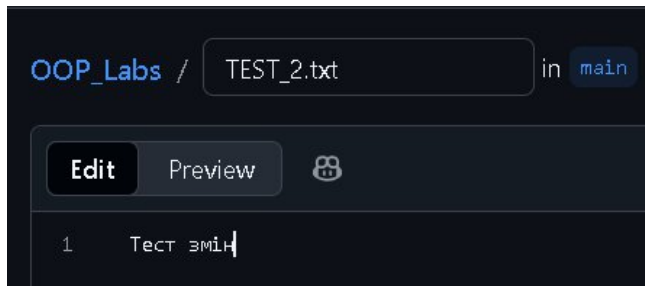 OOP_Labs / TEST_2.txt in main
Edit Preview
1 Тест змін